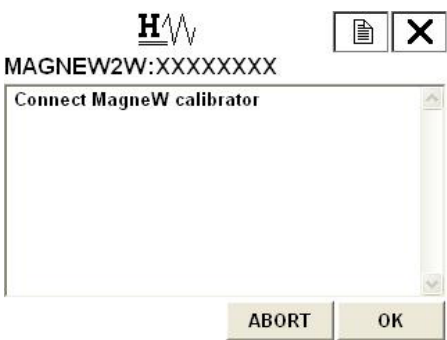 H
MAGNEW2W:XXXXXXXX
Connect MagneW calibrator
ABORT OK